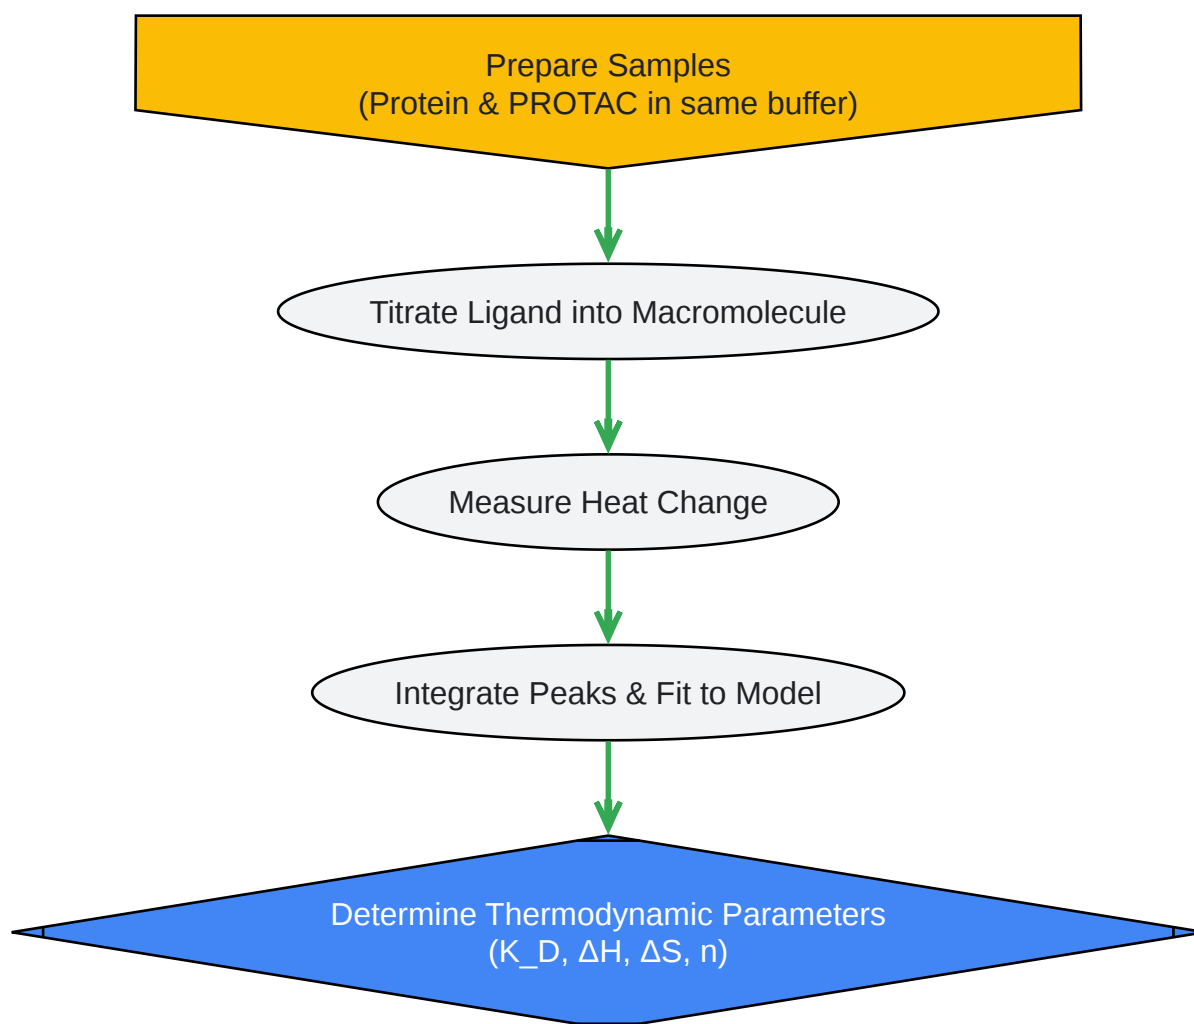 Prepare Samples
(Protein & PROTAC in same buffer)
Titrate Ligand into Macromolecule
Measure Heat Change
Integrate Peaks & Fit to Model
Determine Thermodynamic Parameters
(K_D, ΔH, ΔS, n)